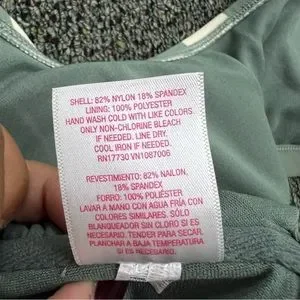 SHELL: 82% NYLON 18% SPANDEX
LINING: 100% POLYESTER
HAND WASH COLD WITH LIKE COLORS.
ONLY NON-CHLORINE BLEACH
IF NEEDED. LINE DRY.
COOL IRON IF NEEDED.
RN17730 VN1087006
REVESTIMIENTO: 82% NAILON,
18% SPANDEX
FORRO: 100% POLIÉSTER
LAVAR A MANO CON AGUA FRÍA CON
COLORES SIMILARES. SÓLO
BLANQUEADOR SIN CLORO SI ES
NECESARIO. TENDER PARA SECAR.
PLANCHAR A BAJA TEMPERATURA
SI ES NECESARIO.